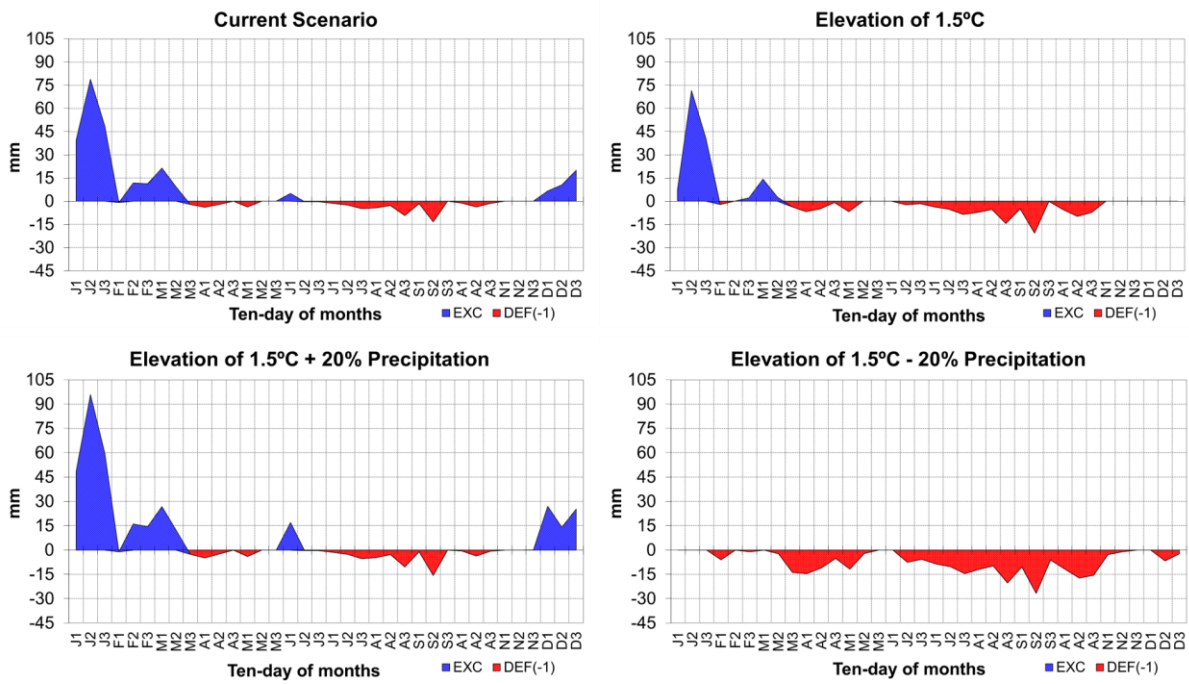 Current Scenario
105
90
75
60
45
30
15
0
-15
-30
-45
mm
J1 J2 J3 F1 F2 F3 M1 M2 M3 A1 A2 A3 M1 M2 M3 J1 J2 J3 J1 J2 J3 A1 A2 A3 S1 S2 S3 A1 A2 A3 N1 N2 N3 D1 D2 D3
Ten-day of months
EXC DEF(-1)
Elevation of 1.5ºC
105
90
75
60
45
30
15
0
-15
-30
-45
mm
J1 J2 J3 F1 F2 F3 M1 M2 M3 A1 A2 A3 M1 M2 M3 J1 J2 J3 J1 J2 J3 A1 A2 A3 S1 S2 S3 A1 A2 A3 N1 N2 N3 D1 D2 D3
Ten-day of months
EXC DEF(-1)
Elevation of 1.5ºC + 20% Precipitation
105
90
75
60
45
30
15
0
-15
-30
-45
mm
J1 J2 J3 F1 F2 F3 M1 M2 M3 A1 A2 A3 M1 M2 M3 J1 J2 J3 J1 J2 J3 A1 A2 A3 S1 S2 S3 A1 A2 A3 N1 N2 N3 D1 D2 D3
Ten-day of months
EXC DEF(-1)
Elevation of 1.5ºC - 20% Precipitation
105
90
75
60
45
30
15
0
-15
-30
-45
mm
J1 J2 J3 F1 F2 F3 M1 M2 M3 A1 A2 A3 M1 M2 M3 J1 J2 J3 J1 J2 J3 A1 A2 A3 S1 S2 S3 A1 A2 A3 N1 N2 N3 D1 D2 D3
Ten-day of months
EXC DEF(-1)